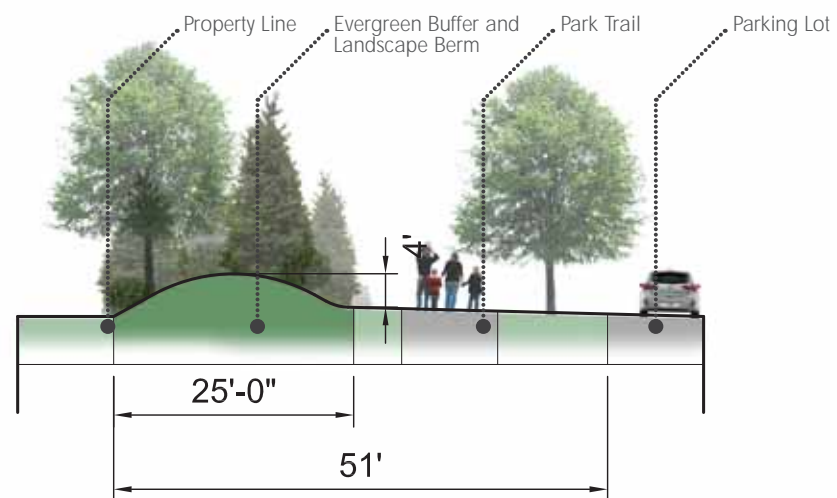 Property Line
Evergreen Buffer and
Landscape Berm
Park Trail
Parking Lot
4'
25'-0"
51'